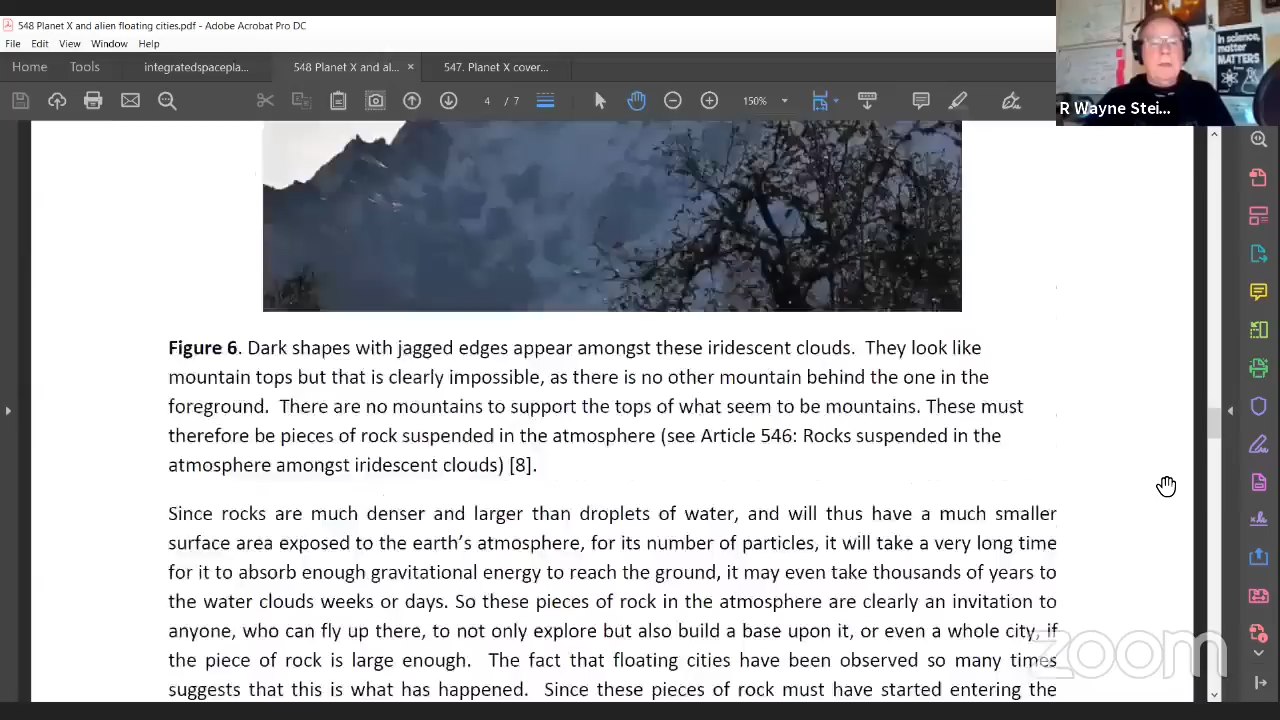 548 Planet X and alien floating cities.pdf - Adobe Acrobat Pro DC
File Edit View Window Help
Home Tools integratedspacepla... 548 Planet X and al... × 547. Planet X cover...
4 / 7 150%
In science,
matter
MATTERS
R Wayne Stei...
Figure 6. Dark shapes with jagged edges appear amongst these iridescent clouds. They look like
mountain tops but that is clearly impossible, as there is no other mountain behind the one in the
foreground. There are no mountains to support the tops of what seem to be mountains. These must
therefore be pieces of rock suspended in the atmosphere (see Article 546: Rocks suspended in the
atmosphere amongst iridescent clouds) [8].
Since rocks are much denser and larger than droplets of water, and will thus have a much smaller
surface area exposed to the earth’s atmosphere, for its number of particles, it will take a very long time
for it to absorb enough gravitational energy to reach the ground, it may even take thousands of years to
the water clouds weeks or days. So these pieces of rock in the atmosphere are clearly an invitation to
anyone, who can fly up there, to not only explore but also build a base upon it, or even a whole city, if
the piece of rock is large enough. The fact that floating cities have been observed so many times
suggests that this is what has happened. Since these pieces of rock must have started entering the
zoom